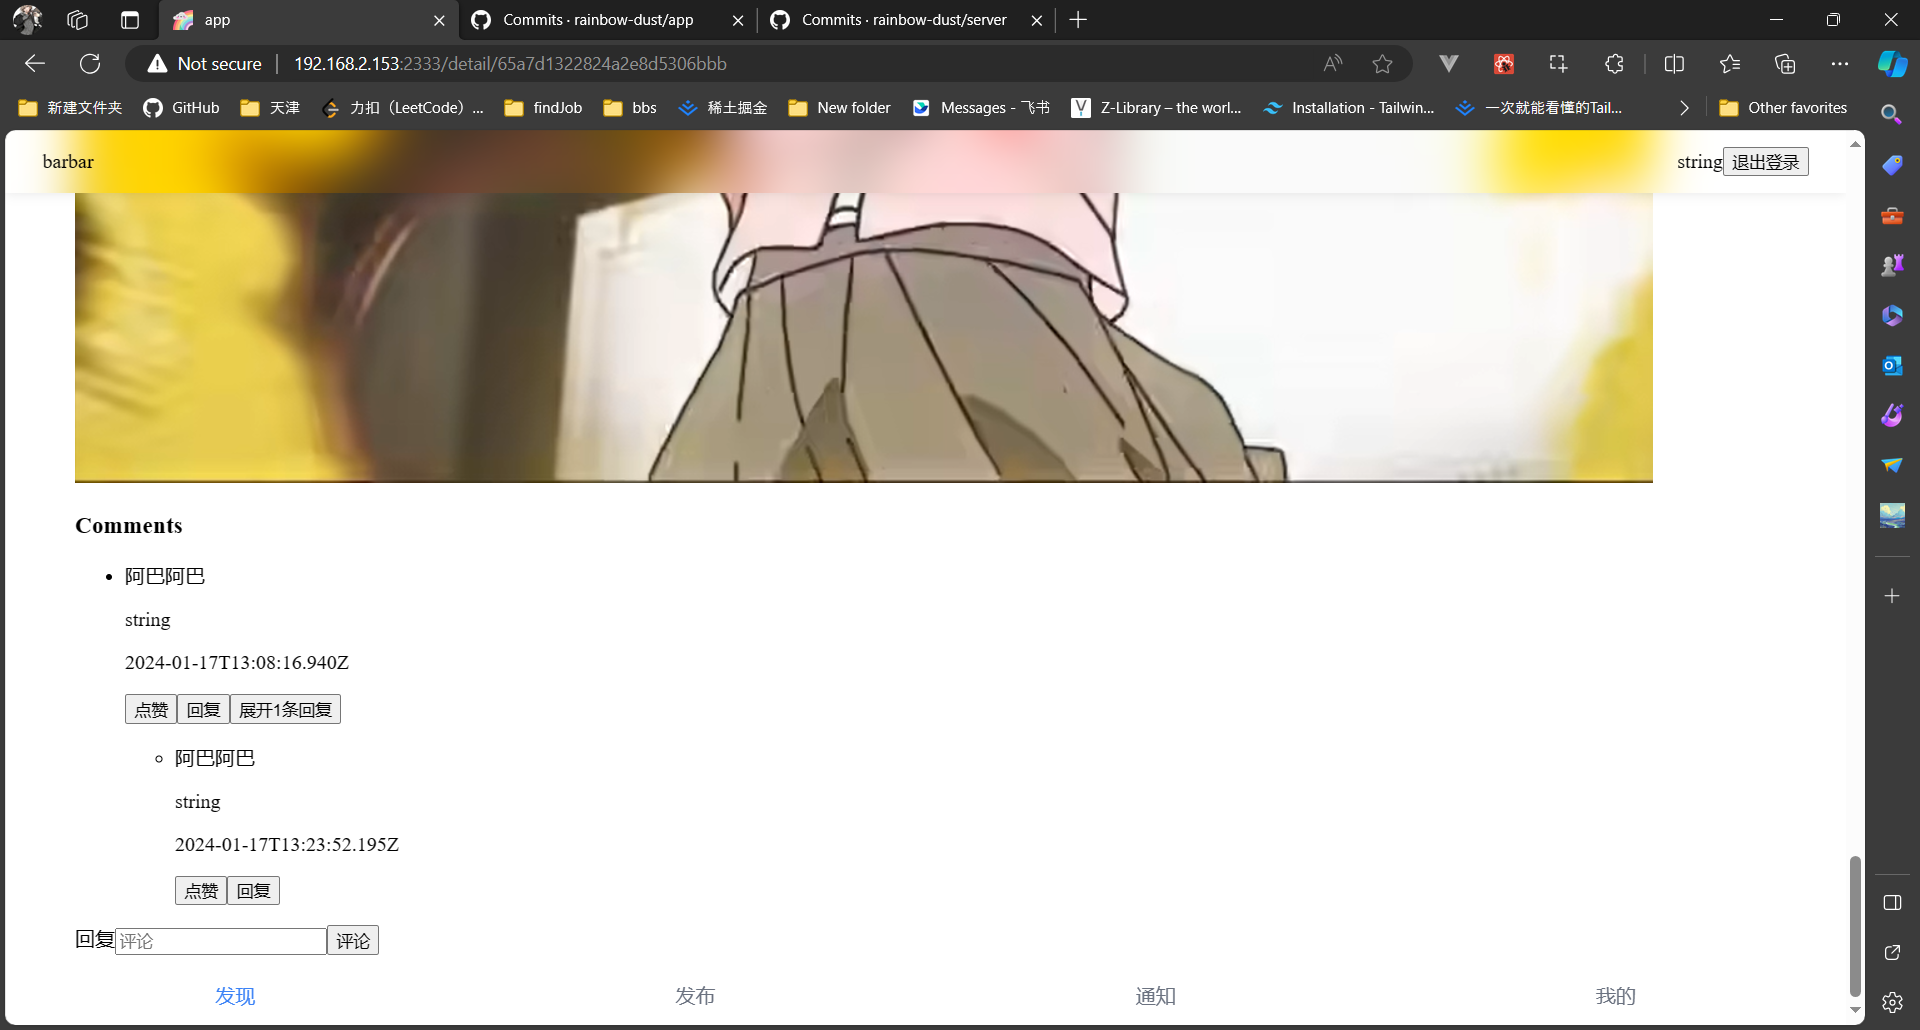 app
Commits · rainbow-dust/app
Commits · rainbow-dust/server
Not secure
192.168.2.153:2333/detail/65a7d1322824a2e8d5306bbb
新建文件夹
GitHub
天津
力扣（LeetCode）...
findJob
bbs
稀土掘金
New folder
Messages - 飞书
Z-Library – the worl...
Installation - Tailwin...
一次就能看懂的Tail...
Other favorites
barbar
string 退出登录
Comments
阿巴阿巴
string
2024-01-17T13:08:16.940Z
点赞 回复 展开1条回复
阿巴阿巴
string
2024-01-17T13:23:52.195Z
点赞 回复
回复 评论 评论
发现 发布 通知 我的